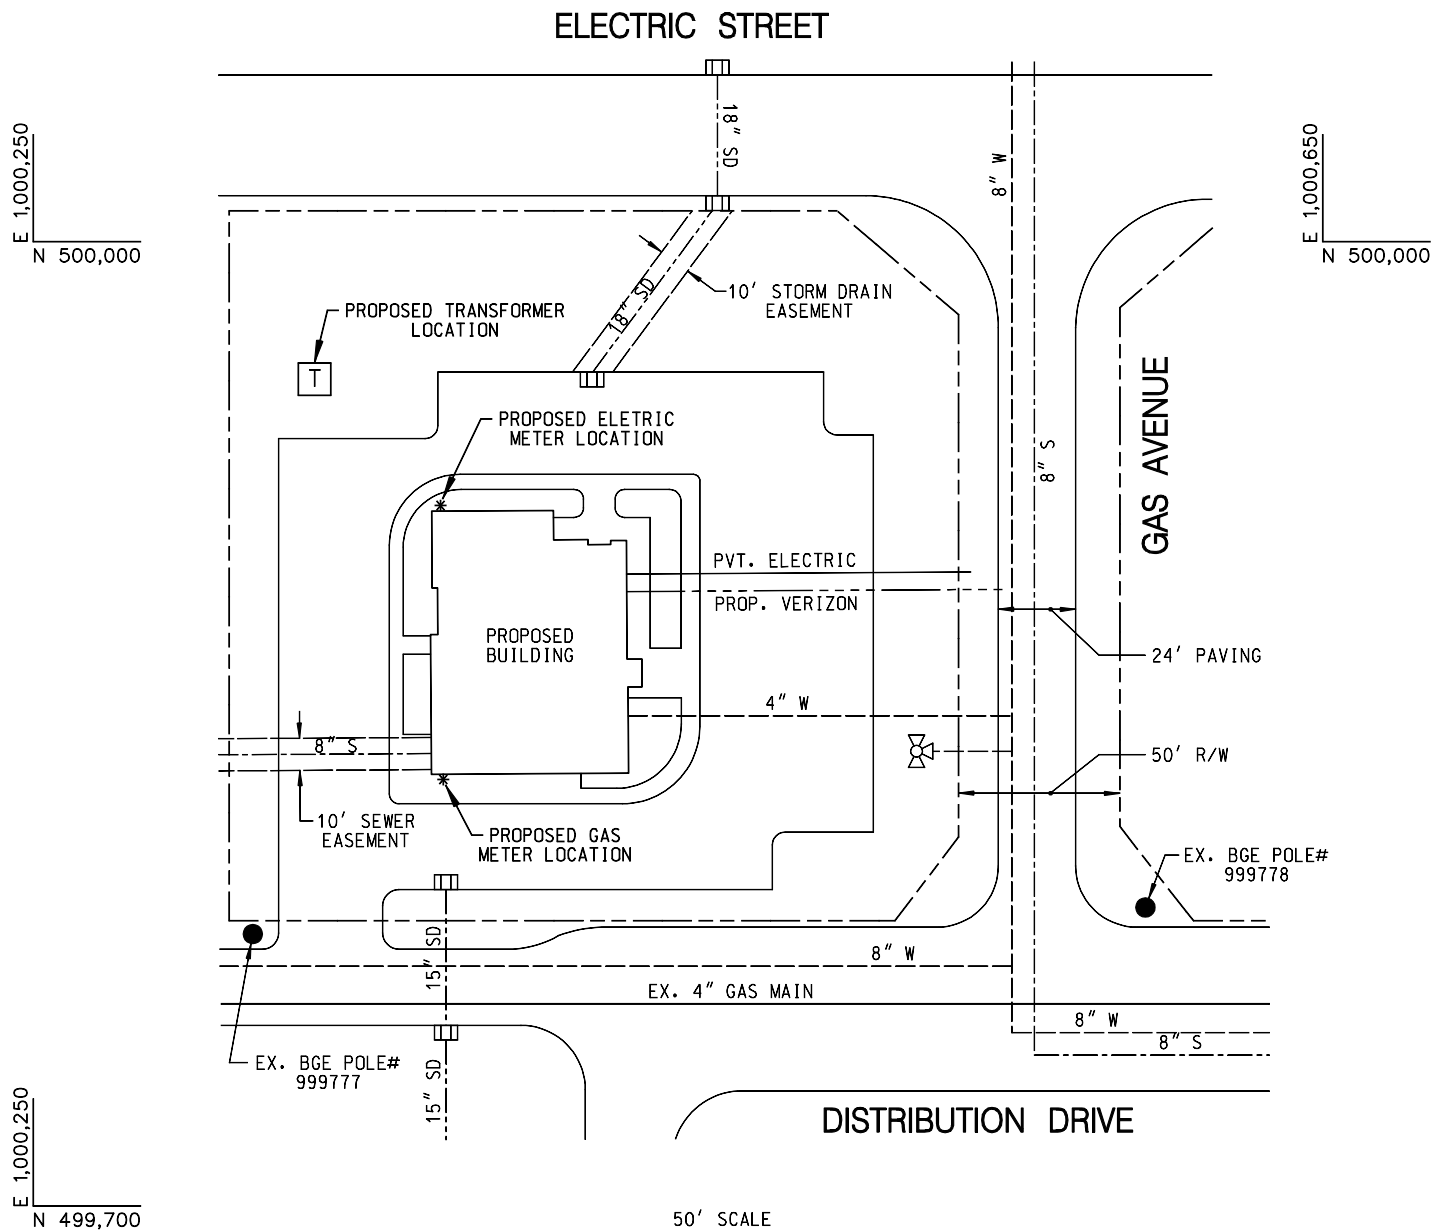 ELECTRIC STREET
E 1,000,250
N 500,000
E 1,000,650
N 500,000
18" SD
8" W
18" SD
10' STORM DRAIN
EASEMENT
PROPOSED TRANSFORMER
LOCATION
T
PROPOSED ELETRIC
METER LOCATION
8" S
GAS AVENUE
PVT. ELECTRIC
PROP. VERIZON
PROPOSED
BUILDING
24' PAVING
4" W
8" S
50' R/W
10' SEWER
EASEMENT
PROPOSED GAS
METER LOCATION
EX. BGE POLE#
999778
15" SD
8" W
EX. 4" GAS MAIN
8" W
8" S
EX. BGE POLE#
999777
15" SD
DISTRIBUTION DRIVE
E 1,000,250
N 499,700
50' SCALE